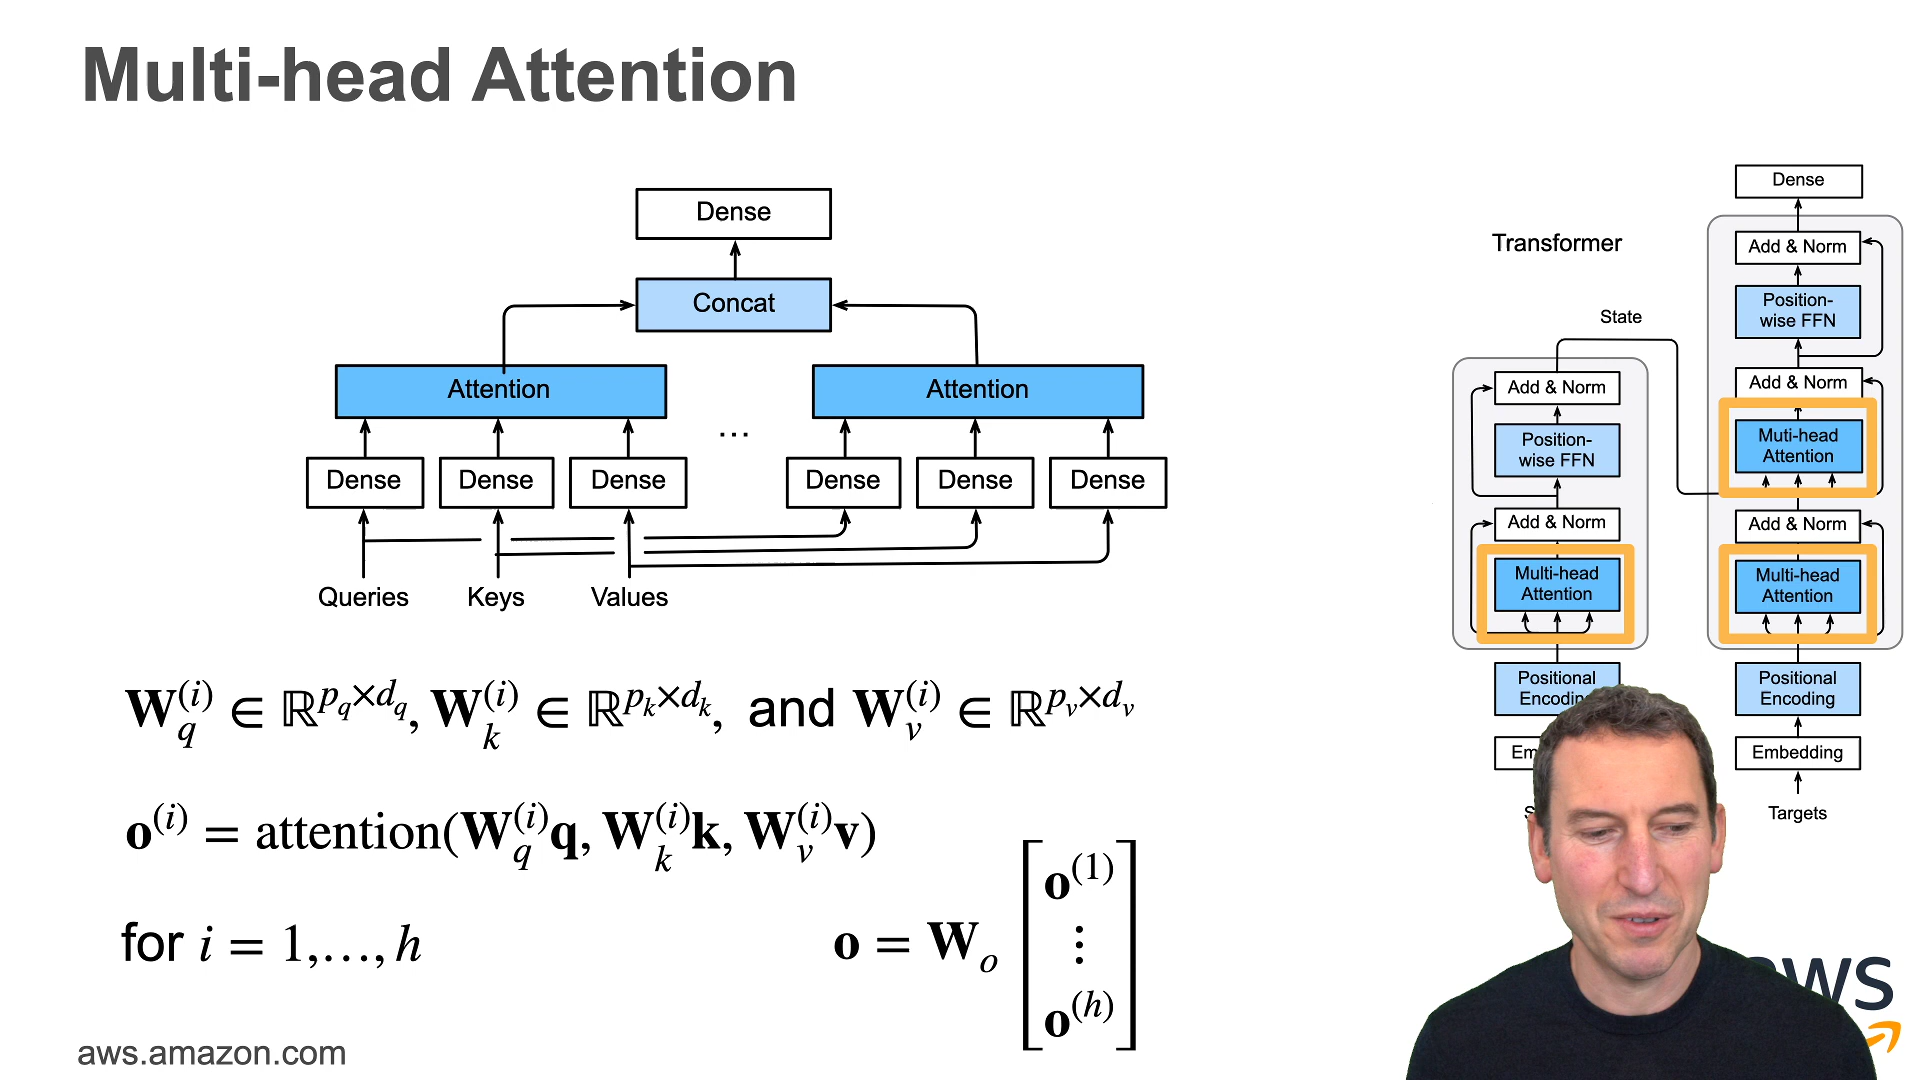 Multi-head Attention
Dense
Concat
Attention
Attention
...
Dense
Dense
Dense
Dense
Dense
Dense
Queries
Keys
Values
W_q^{(i)} ∈ ℝ^{p_q×d_q}, W_k^{(i)} ∈ ℝ^{p_k×d_k}, and W_v^{(i)} ∈ ℝ^{p_v×d_v}
o^{(i)} = attention(W_q^{(i)}q, W_k^{(i)}k, W_v^{(i)}v)
for i = 1,…, h
o = W_o [o^{(1)} ⋮ o^{(h)}]
Transformer
State
Add & Norm
Position-
wise FFN
Add & Norm
Multi-head
Attention
Positional
Dense
Add & Norm
Position-
wise FFN
Add & Norm
Muti-head
Attention
Add & Norm
Multi-head
Attention
Positional
Encoding
Embedding
Targets
aws.amazon.com
aws